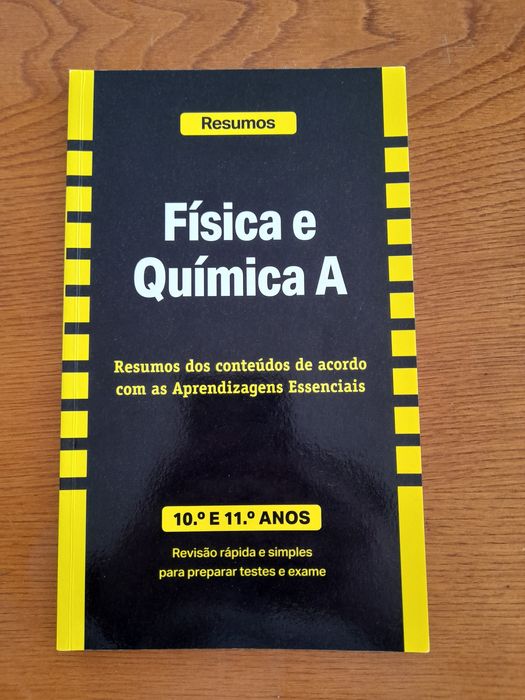 Resumos
Física e
Química A
Resumos dos conteúdos de acordo
com as Aprendizagens Essenciais
10.º E 11.º ANOS
Revisão rápida e simples
para preparar testes e exame